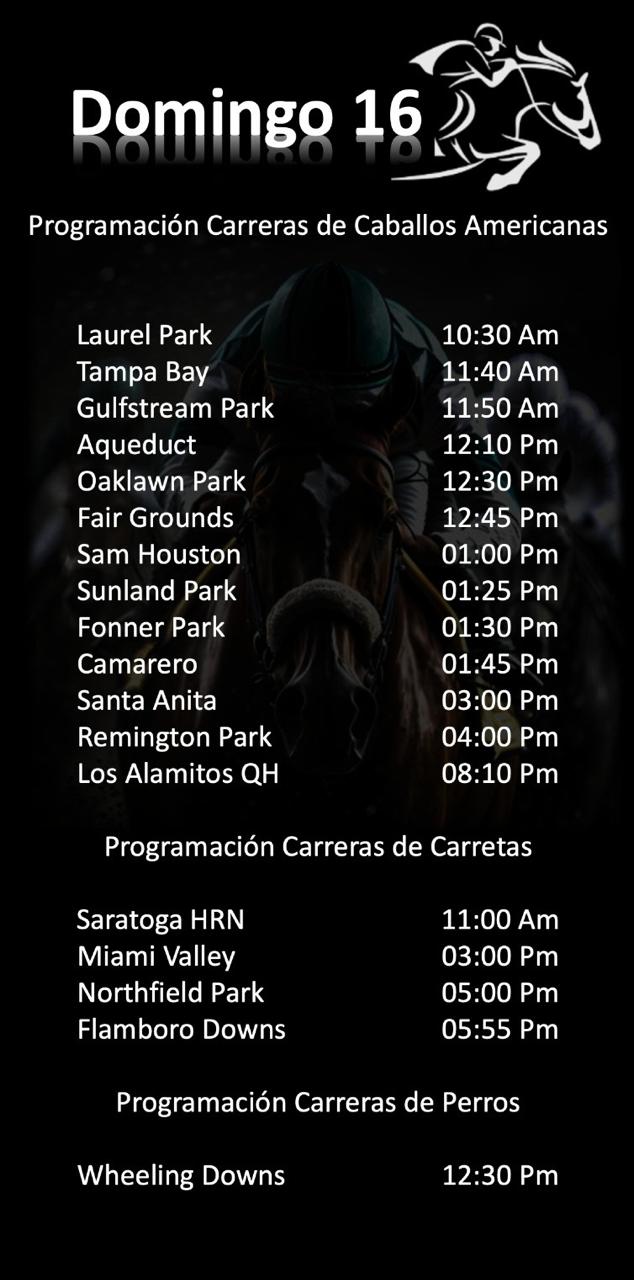 Domingo 16
Programación Carreras de Caballos Americanas
Laurel Park 10:30 Am
Tampa Bay 11:40 Am
Gulfstream Park 11:50 Am
Aqueduct 12:10 Pm
Oaklawn Park 12:30 Pm
Fair Grounds 12:45 Pm
Sam Houston 01:00 Pm
Sunland Park 01:25 Pm
Fonner Park 01:30 Pm
Camarero 01:45 Pm
Santa Anita 03:00 Pm
Remington Park 04:00 Pm
Los Alamitos QH 08:10 Pm
Programación Carreras de Carretas
Saratoga HRN 11:00 Am
Miami Valley 03:00 Pm
Northfield Park 05:00 Pm
Flamboro Downs 05:55 Pm
Programación Carreras de Perros
Wheeling Downs 12:30 Pm